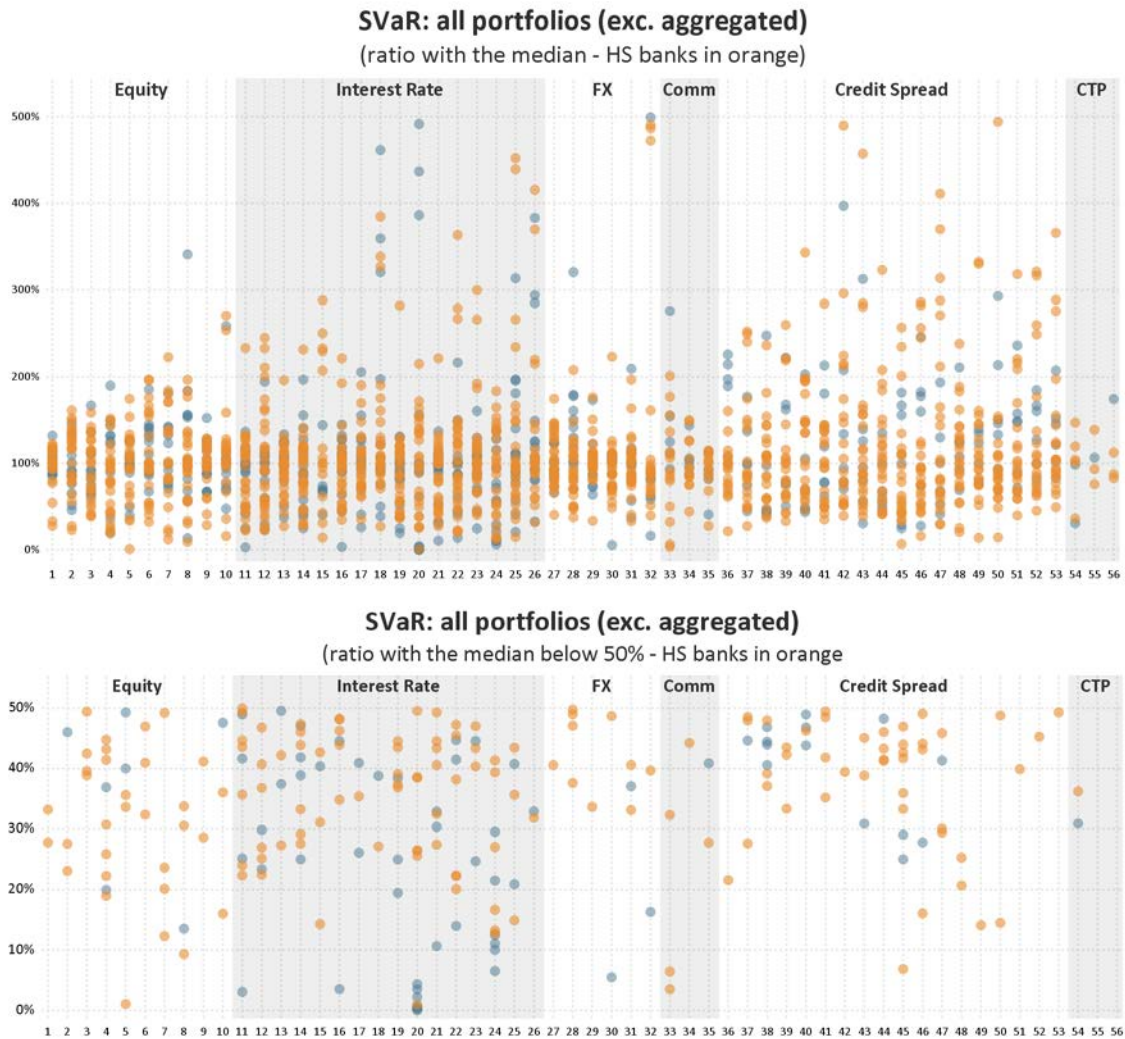 SVaR: all portfolios (exc. aggregated)
(ratio with the median - HS banks in orange)
Equity Interest Rate FX Comm Credit Spread CTP
500%
400%
300%
200%
100%
0%
1 2 3 4 5 6 7 8 9 10 11 12 13 14 15 16 17 18 19 20 21 22 23 24 25 26 27 28 29 30 31 32 33 34 35 36 37 38 39 40 41 42 43 44 45 46 47 48 49 50 51 52 53 54 55 56
SVaR: all portfolios (exc. aggregated)
(ratio with the median below 50% - HS banks in orange
Equity Interest Rate FX Comm Credit Spread CTP
50%
40%
30%
20%
10%
0%
1 2 3 4 5 6 7 8 9 10 11 12 13 14 15 16 17 18 19 20 21 22 23 24 25 26 27 28 29 30 31 32 33 34 35 36 37 38 39 40 41 42 43 44 45 46 47 48 49 50 51 52 53 54 55 56